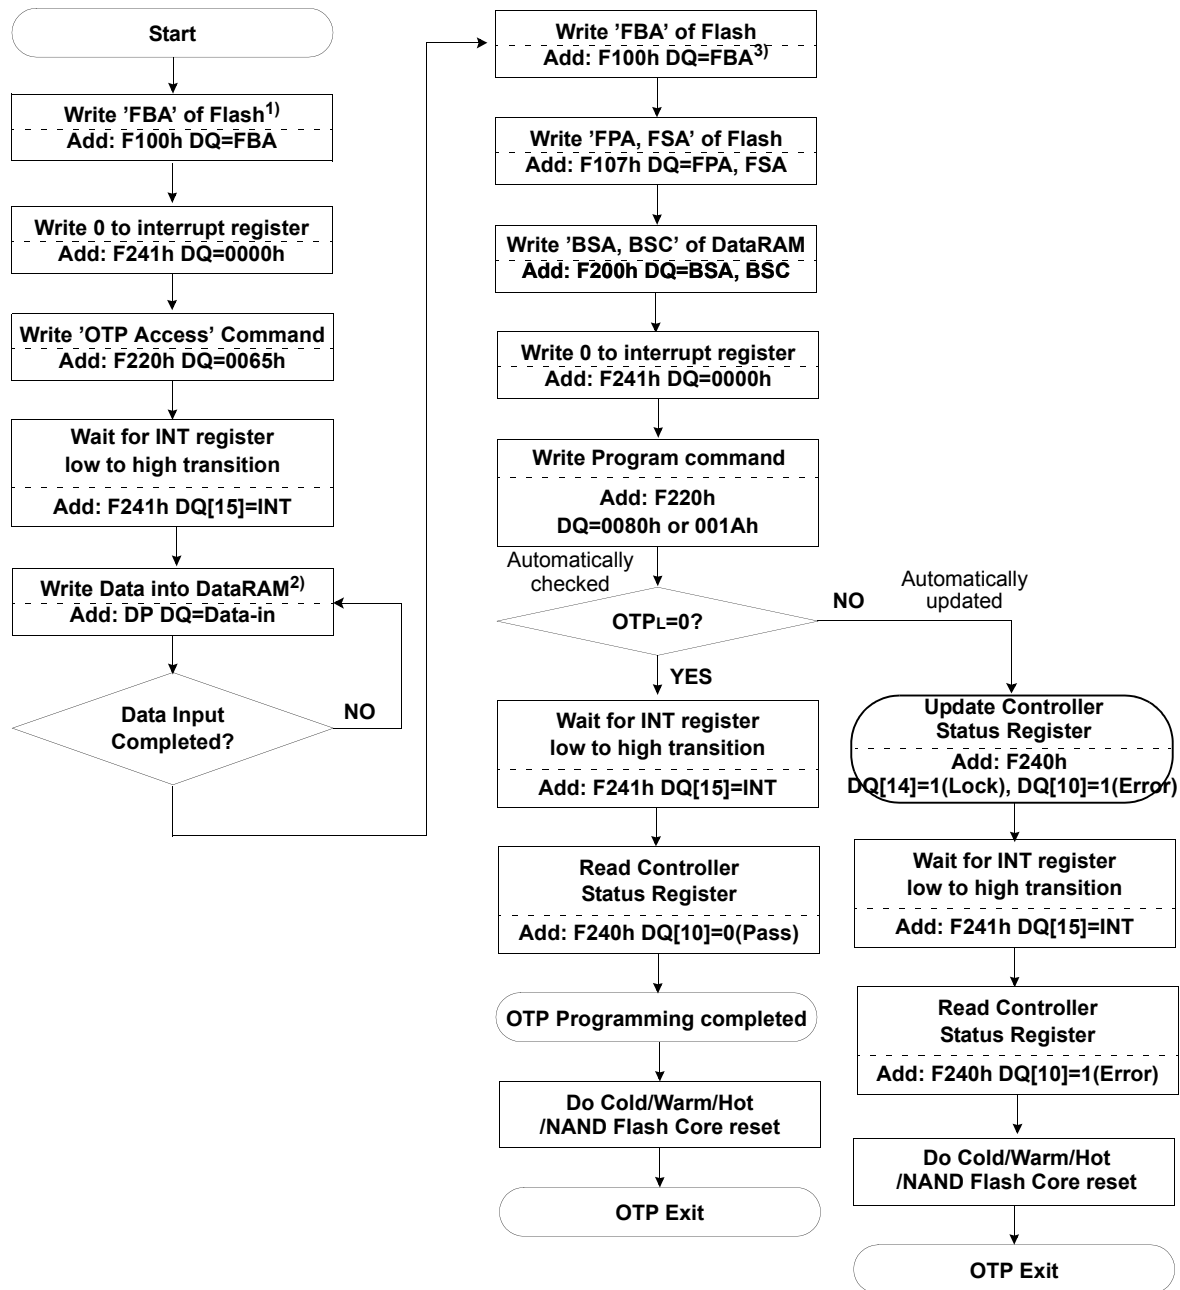 Start
Write ’FBA’ of Flash1)
Add: F100h DQ=FBA
Write 0 to interrupt register
Add: F241h DQ=0000h
Write ’OTP Access’ Command
Add: F220h DQ=0065h
Wait for INT register
low to high transition
Add: F241h DQ[15]=INT
Write Data into DataRAM2)
Add: DP DQ=Data-in
Data Input
Completed?
NO
Write ’FBA’ of Flash
Add: F100h DQ=FBA3)
Write ’FPA, FSA’ of Flash
Add: F107h DQ=FPA, FSA
Write ’BSA, BSC’ of DataRAM
Add: F200h DQ=BSA, BSC
Write 0 to interrupt register
Add: F241h DQ=0000h
Write Program command
Add: F220h
DQ=0080h or 001Ah
Automatically
checked
OTPL=0?
YES
Wait for INT register
low to high transition
Add: F241h DQ[15]=INT
Read Controller
Status Register
Add: F240h DQ[10]=0(Pass)
OTP Programming completed
Do Cold/Warm/Hot
/NAND Flash Core reset
OTP Exit
NO
Automatically
updated
Update Controller
Status Register
Add: F240h
DQ[14]=1(Lock), DQ[10]=1(Error)
Wait for INT register
low to high transition
Add: F241h DQ[15]=INT
Read Controller
Status Register
Add: F240h DQ[10]=1(Error)
Do Cold/Warm/Hot
/NAND Flash Core reset
OTP Exit